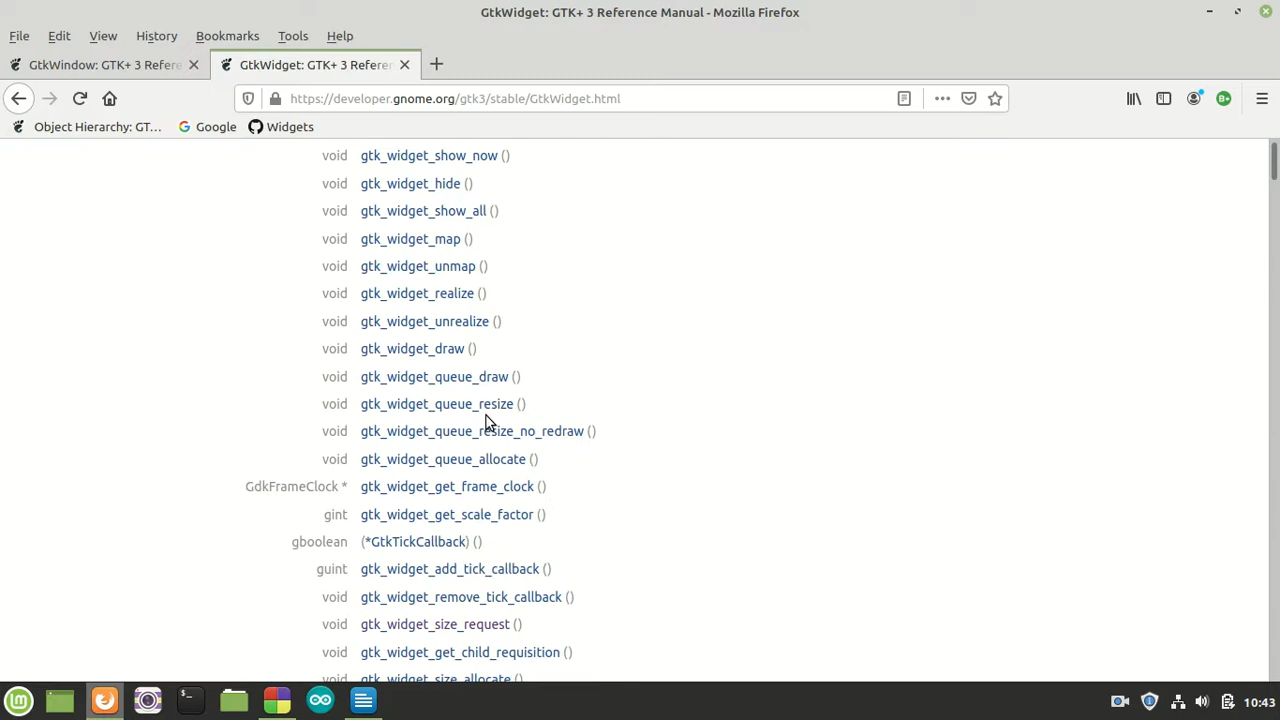 GtkWidget: GTK+ 3 Reference Manual - Mozilla Firefox
File Edit View History Bookmarks Tools Help
GtkWindow: GTK+ 3 Refere
GtkWidget: GTK+ 3 Referen
https://developer.gnome.org/gtk3/stable/GtkWidget.html
Object Hierarchy: GT... Google Widgets
void gtk_widget_show_now ()
void gtk_widget_hide ()
void gtk_widget_show_all ()
void gtk_widget_map ()
void gtk_widget_unmap ()
void gtk_widget_realize ()
void gtk_widget_unrealize ()
void gtk_widget_draw ()
void gtk_widget_queue_draw ()
void gtk_widget_queue_resize ()
void gtk_widget_queue_resize_no_redraw ()
void gtk_widget_queue_allocate ()
GdkFrameClock * gtk_widget_get_frame_clock ()
gint gtk_widget_get_scale_factor ()
gboolean (*GtkTickCallback) ()
guint gtk_widget_add_tick_callback ()
void gtk_widget_remove_tick_callback ()
void gtk_widget_size_request ()
void gtk_widget_get_child_requisition ()
void gtk_widget_size_allocate ()
10:43